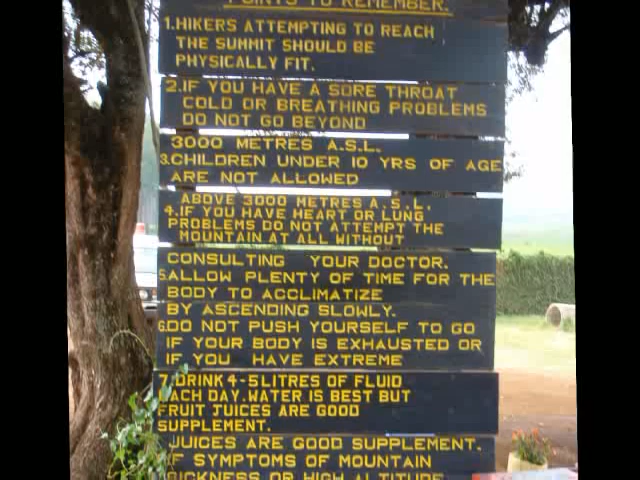 POINTS TO REMEMBER.
1.HIKERS ATTEMPTING TO REACH
THE SUMMIT SHOULD BE
PHYSICALLY FIT.
2.IF YOU HAVE A SORE THROAT
COLD OR BREATHING PROBLEMS
DO NOT GO BEYOND
3000 METRES A.S.L.
3.CHILDREN UNDER 10 YRS OF AGE
ARE NOT ALLOWED
ABOVE 3000 METRES A.S.L.
4.IF YOU HAVE HEART OR LUNG
PROBLEMS DO NOT ATTEMPT THE
MOUNTAIN AT ALL WITHOUT
CONSULTING YOUR DOCTOR.
5.ALLOW PLENTY OF TIME FOR THE
BODY TO ACCLIMATIZE
BY ASCENDING SLOWLY.
6.DO NOT PUSH YOURSELF TO GO
IF YOUR BODY IS EXHAUSTED OR
IF YOU HAVE EXTREME
7.DRINK 4-5 LITRES OF FLUID
EACH DAY. WATER IS BEST BUT
FRUIT JUICES ARE GOOD
SUPPLEMENT.
JUICES ARE GOOD SUPPLEMENT.
IF SYMPTOMS OF MOUNTAIN
SICKNESS OR HIGH ALTITUDE